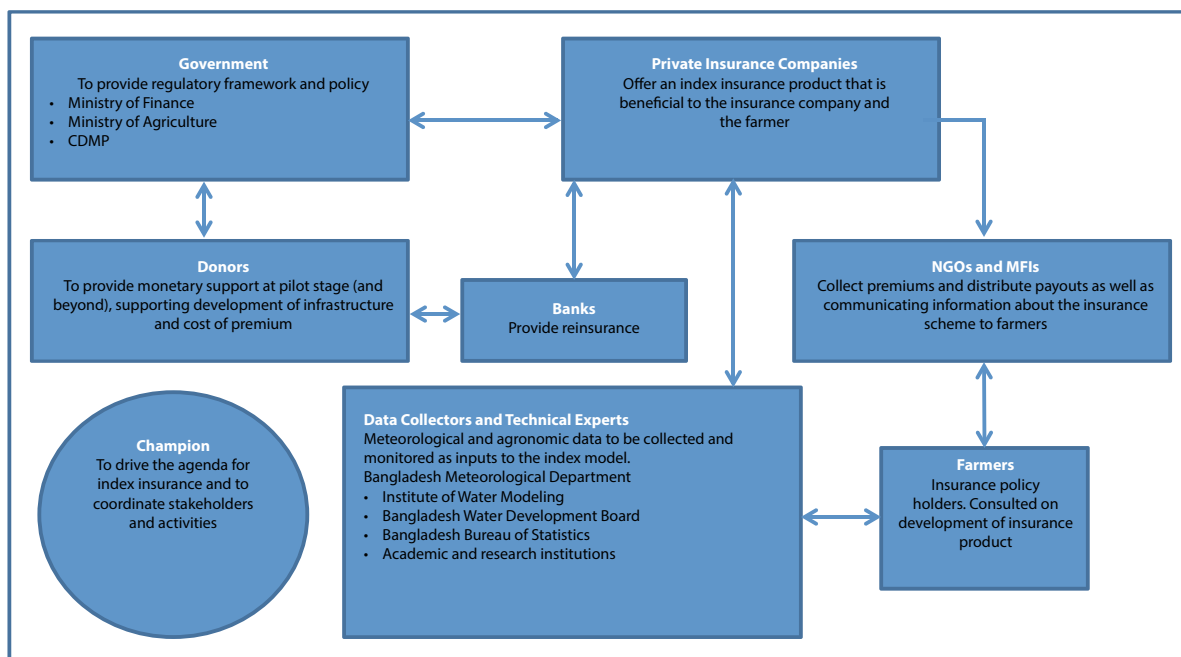 Government
To provide regulatory framework and policy
• Ministry of Finance
• Ministry of Agriculture
• CDMP
Private Insurance Companies
Offer an index insurance product that is
beneficial to the insurance company and
the farmer
Donors
To provide monetary support at pilot stage (and
beyond), supporting development of infrastructure
and cost of premium
Banks
Provide reinsurance
NGOs and MFIs
Collect premiums and distribute payouts as well as
communicating information about the insurance
scheme to farmers
Champion
To drive the agenda for
index insurance and to
coordinate stakeholders
and activities
Data Collectors and Technical Experts
Meteorological and agronomic data to be collected and
monitored as inputs to the index model.
Bangladesh Meteorological Department
• Institute of Water Modeling
• Bangladesh Water Development Board
• Bangladesh Bureau of Statistics
• Academic and research institutions
Farmers
Insurance policy
holders. Consulted on
development of insurance
product